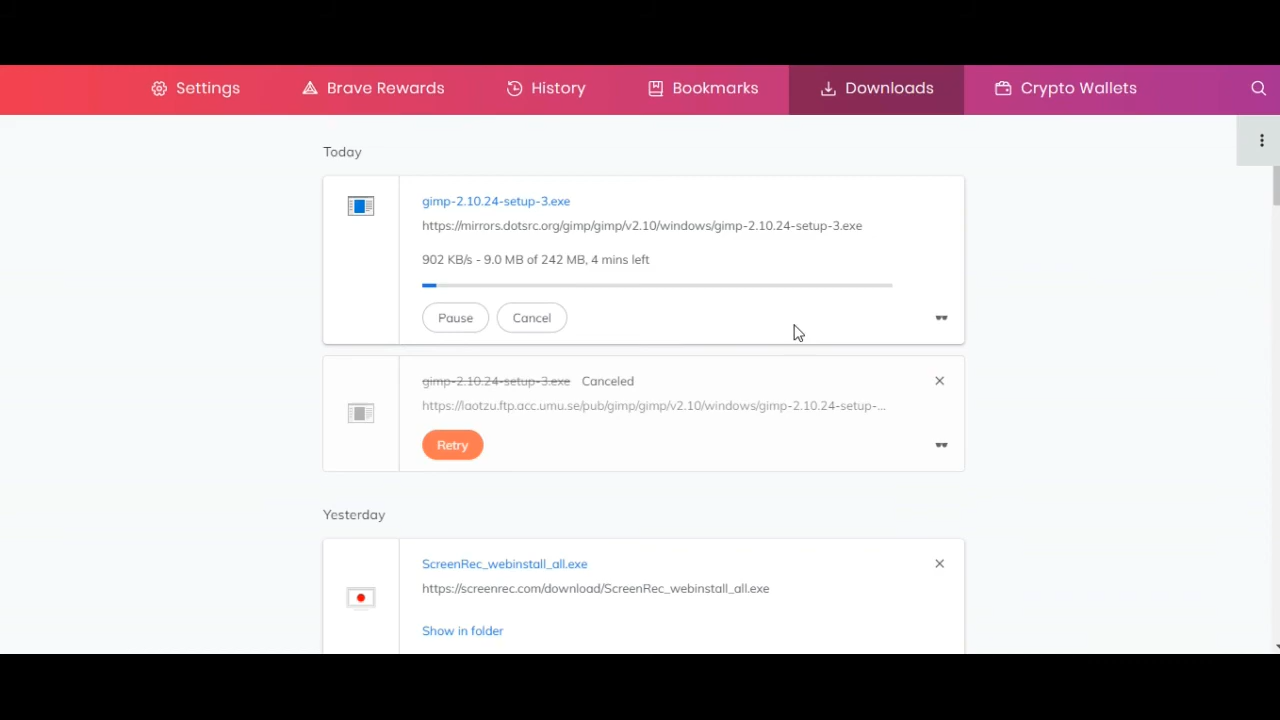 Settings Brave Rewards History Bookmarks Downloads Crypto Wallets
Today
gimp-2.10.24-setup-3.exe
https://mirrors.dotsrc.org/gimp/gimp/v2.10/windows/gimp-2.10.24-setup-3.exe
902 KB/s - 9.0 MB of 242 MB, 4 mins left
Pause Cancel
gimp-2.10.24-setup-3.exe Canceled
https://laotzu.ftp.acc.umu.se/pub/gimp/gimp/v2.10/windows/gimp-2.10.24-setup-...
Retry
Yesterday
ScreenRec_webinstall_all.exe
https://screenrec.com/download/ScreenRec_webinstall_all.exe
Show in folder